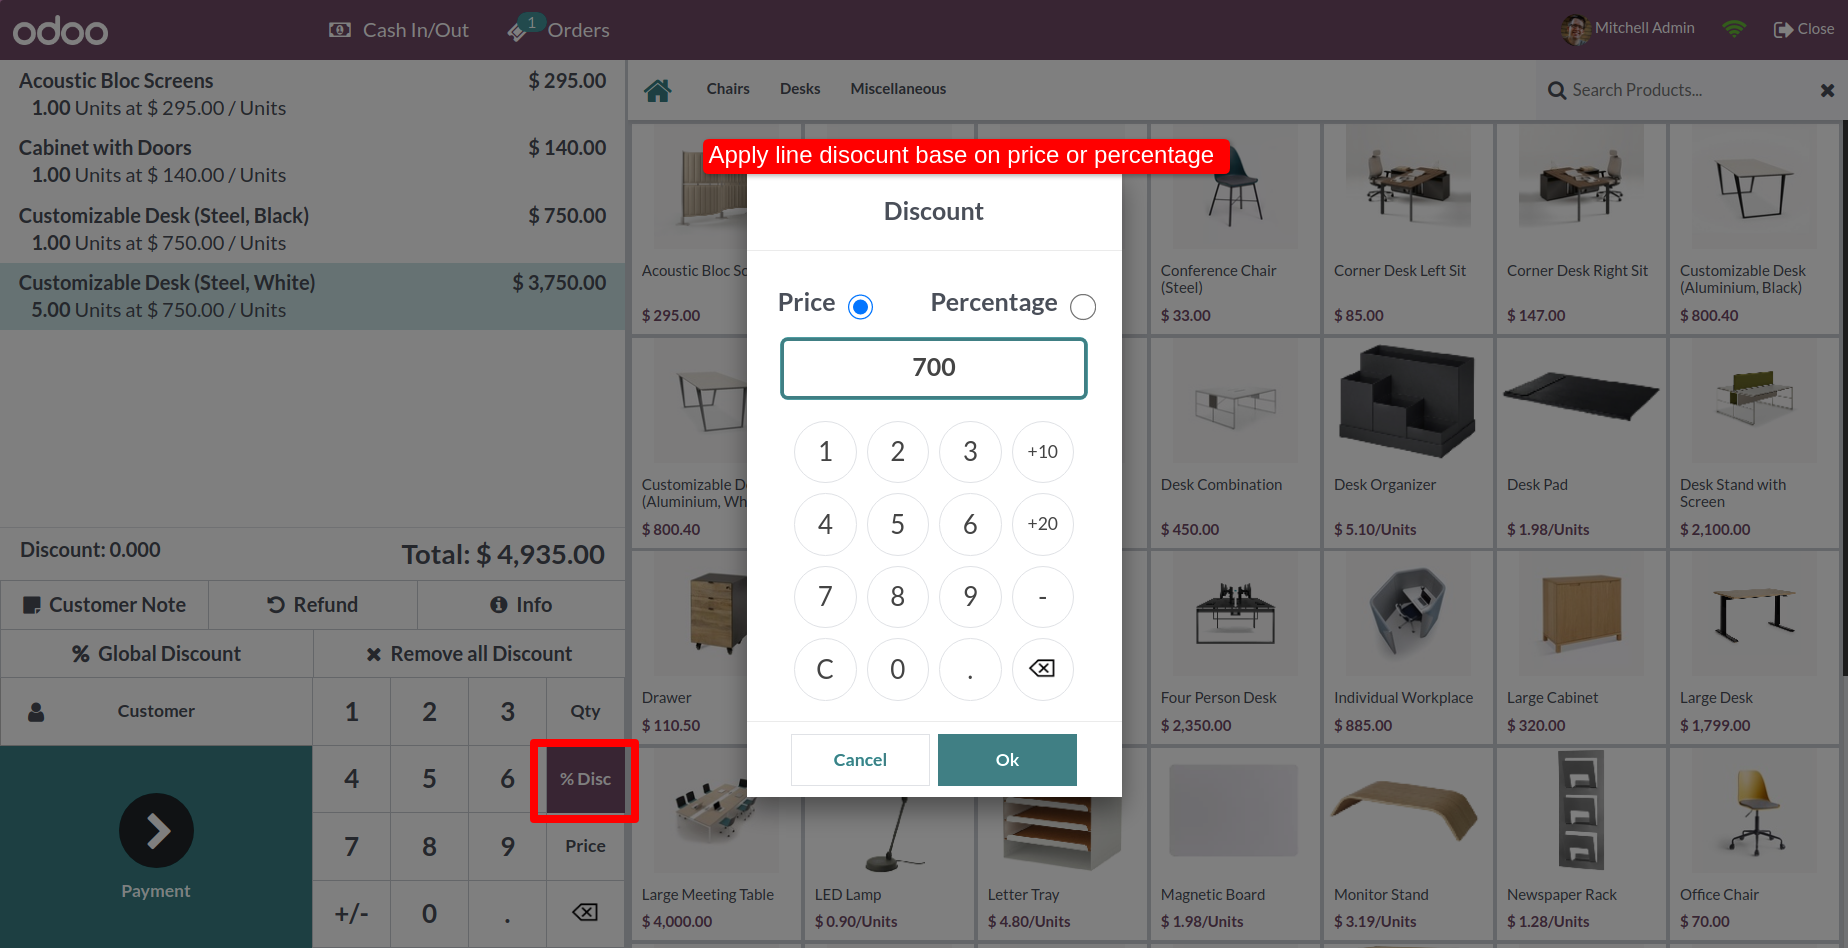 odoo
Cash In/Out
1
Orders
Mitchell Admin
Close
Acoustic Bloc Screens $ 295.00
1.00 Units at $ 295.00 / Units
Cabinet with Doors $ 140.00
1.00 Units at $ 140.00 / Units
Customizable Desk (Steel, Black) $ 750.00
1.00 Units at $ 750.00 / Units
Customizable Desk (Steel, White) $ 3,750.00
5.00 Units at $ 750.00 / Units
Discount: 0.000
Total: $ 4,935.00
Customer Note
Refund
Info
% Global Discount
Remove all Discount
Customer
1 2 3 Qty
4 5 6 % Disc
7 8 9 Price
+/- 0 .
Payment
Chairs
Desks
Miscellaneous
Search Products...
Apply line disocunt base on price or percentage
Discount
Price
Percentage
700
1 2 3 +10
4 5 6 +20
7 8 9 -
C 0 .
Cancel
Ok
Acoustic Bloc Sc
$ 295.00
Conference Chair
(Steel)
$ 33.00
Corner Desk Left Sit
$ 85.00
Corner Desk Right Sit
$ 147.00
Customizable Desk
(Aluminium, Black)
$ 800.40
Customizable De
(Aluminium, Wh
$ 800.40
Desk Combination
$ 450.00
Desk Organizer
$ 5.10/Units
Desk Pad
$ 1.98/Units
Desk Stand with
Screen
$ 2,100.00
Drawer
$ 110.50
Four Person Desk
$ 2,350.00
Individual Workplace
$ 885.00
Large Cabinet
$ 320.00
Large Desk
$ 1,799.00
Large Meeting Table
$ 4,000.00
LED Lamp
$ 0.90/Units
Letter Tray
$ 4.80/Units
Magnetic Board
$ 1.98/Units
Monitor Stand
$ 3.19/Units
Newspaper Rack
$ 1.28/Units
Office Chair
$ 70.00